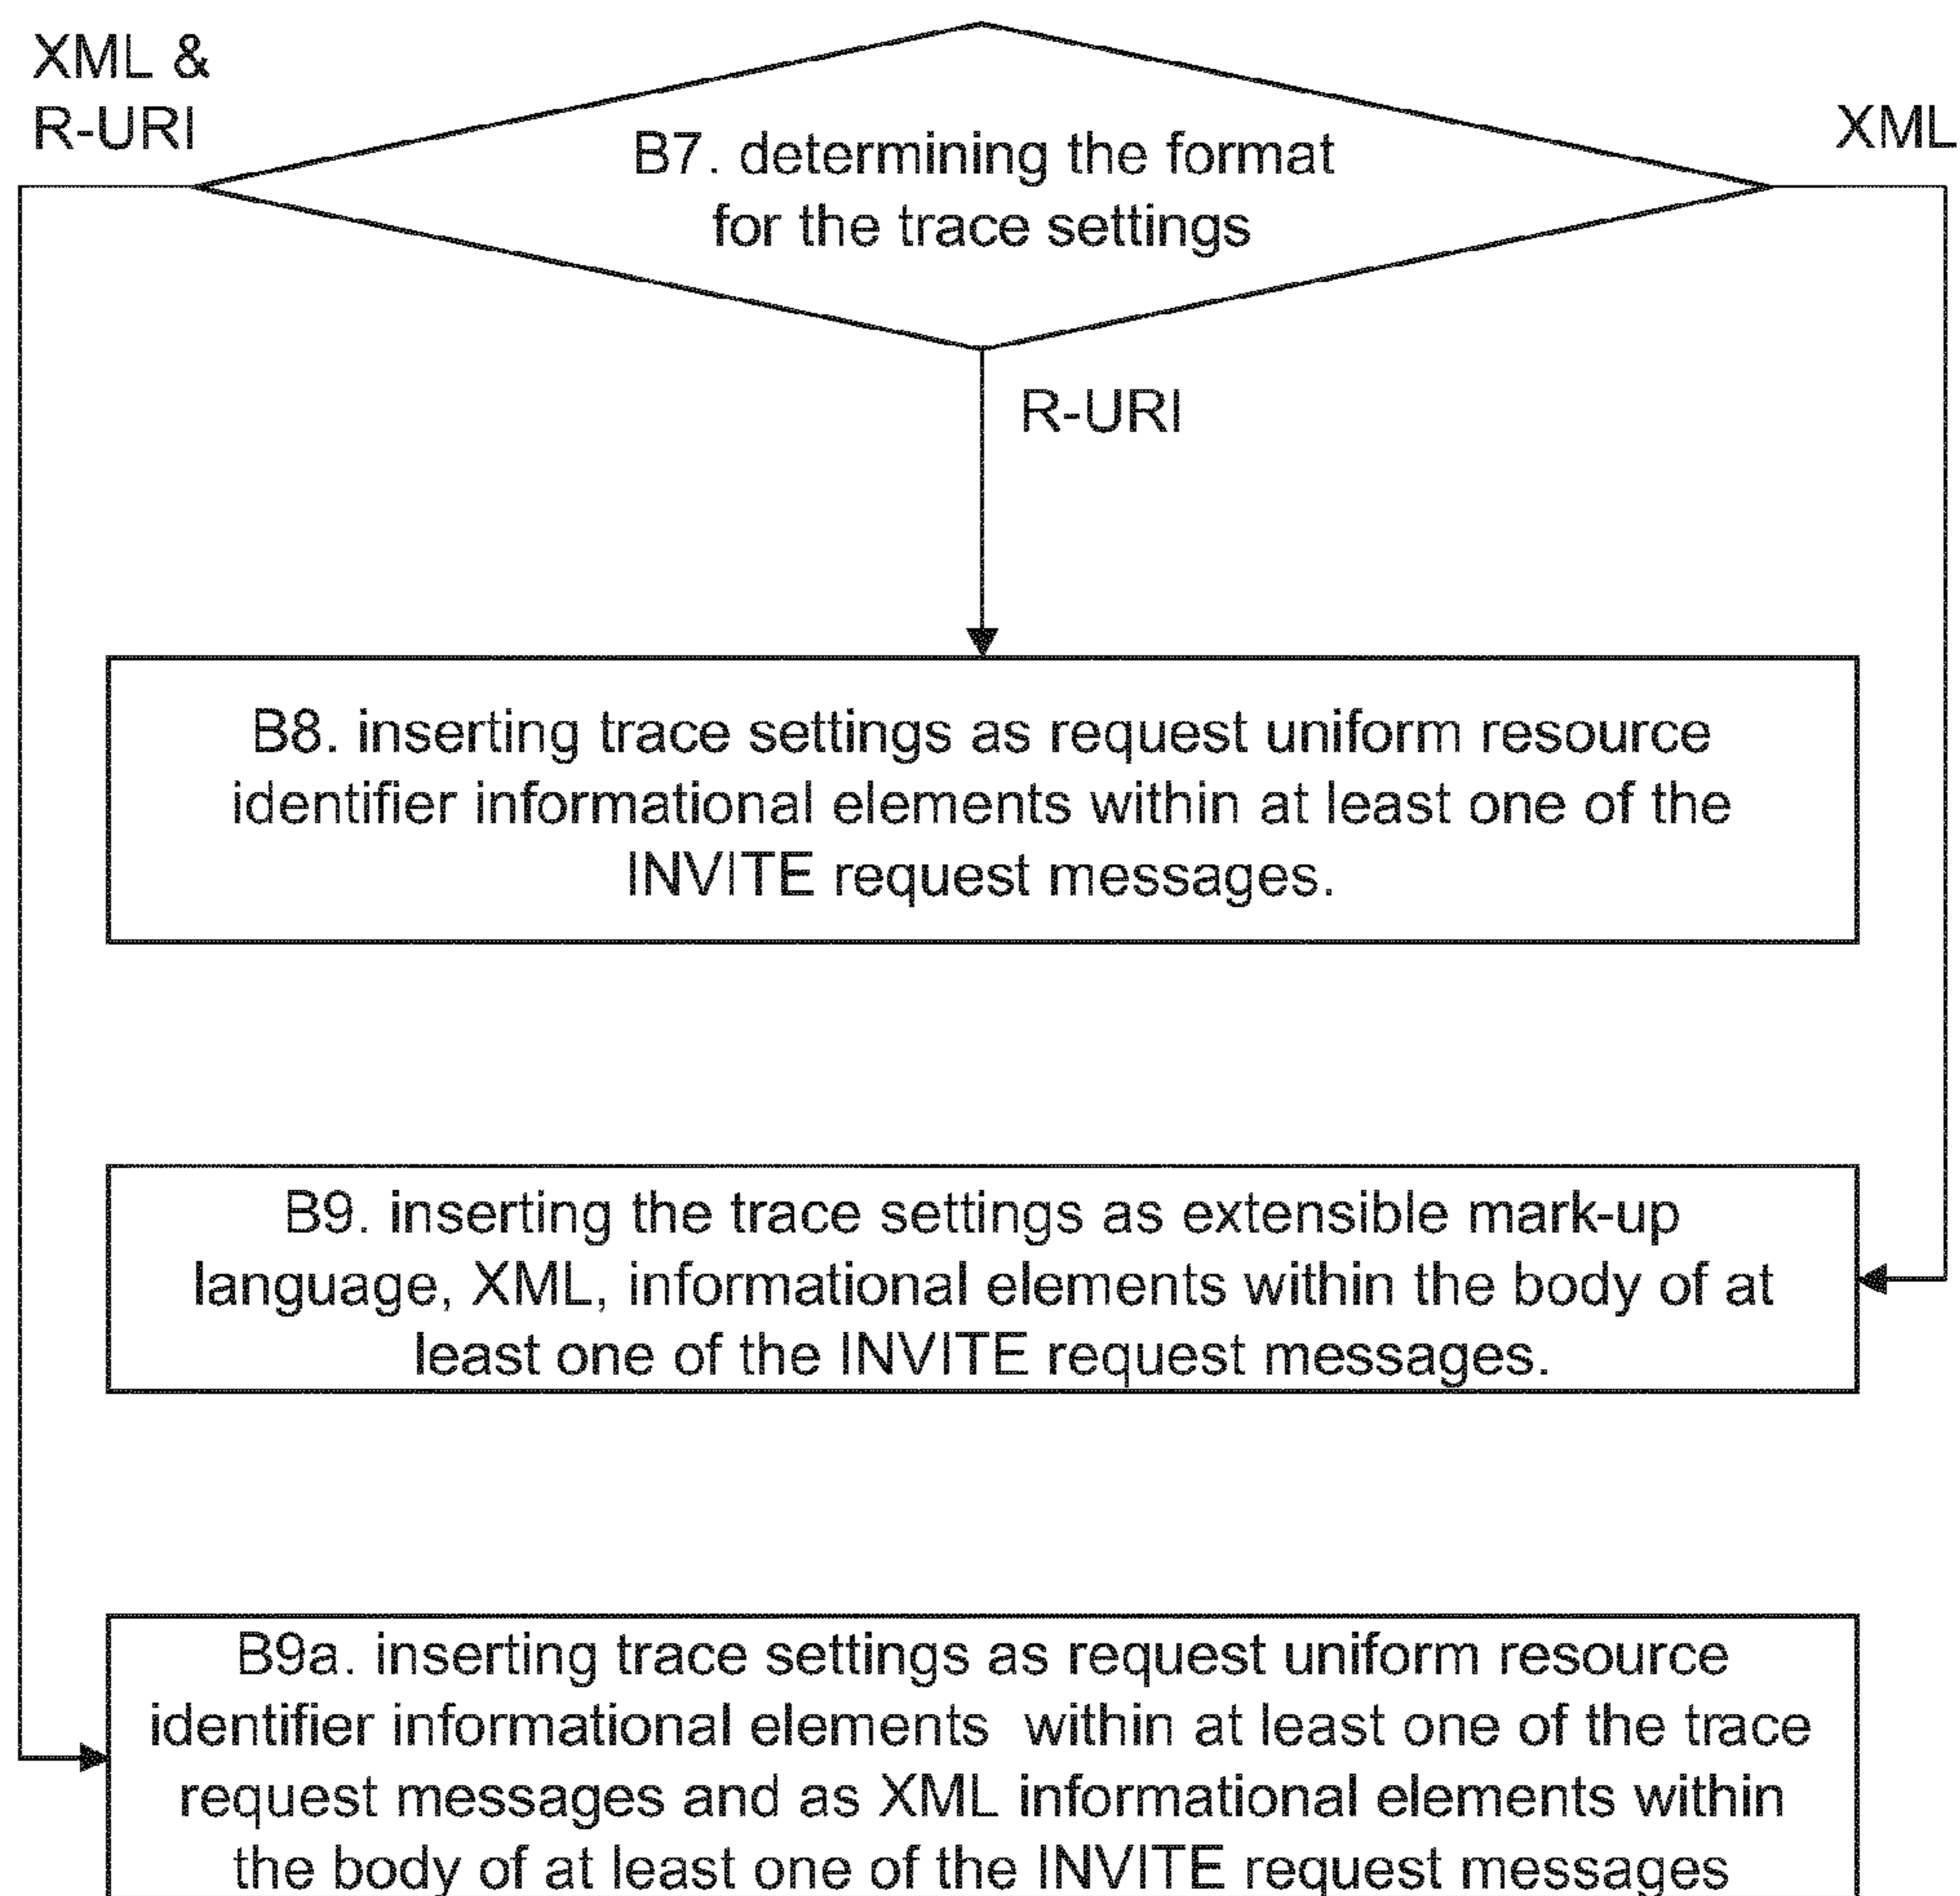 XML &
R-URI
XML
B7. determining the format
for the trace settings
R-URI
B8. inserting trace settings as request uniform resource
identifier informational elements within at least one of the
INVITE request messages.
B9. inserting the trace settings as extensible mark-up
language, XML, informational elements within the body of at
least one of the INVITE request messages.
B9a. inserting trace settings as request uniform resource
identifier informational elements within at least one of the trace
request messages and as XML informational elements within
the body of at least one of the INVITE request messages